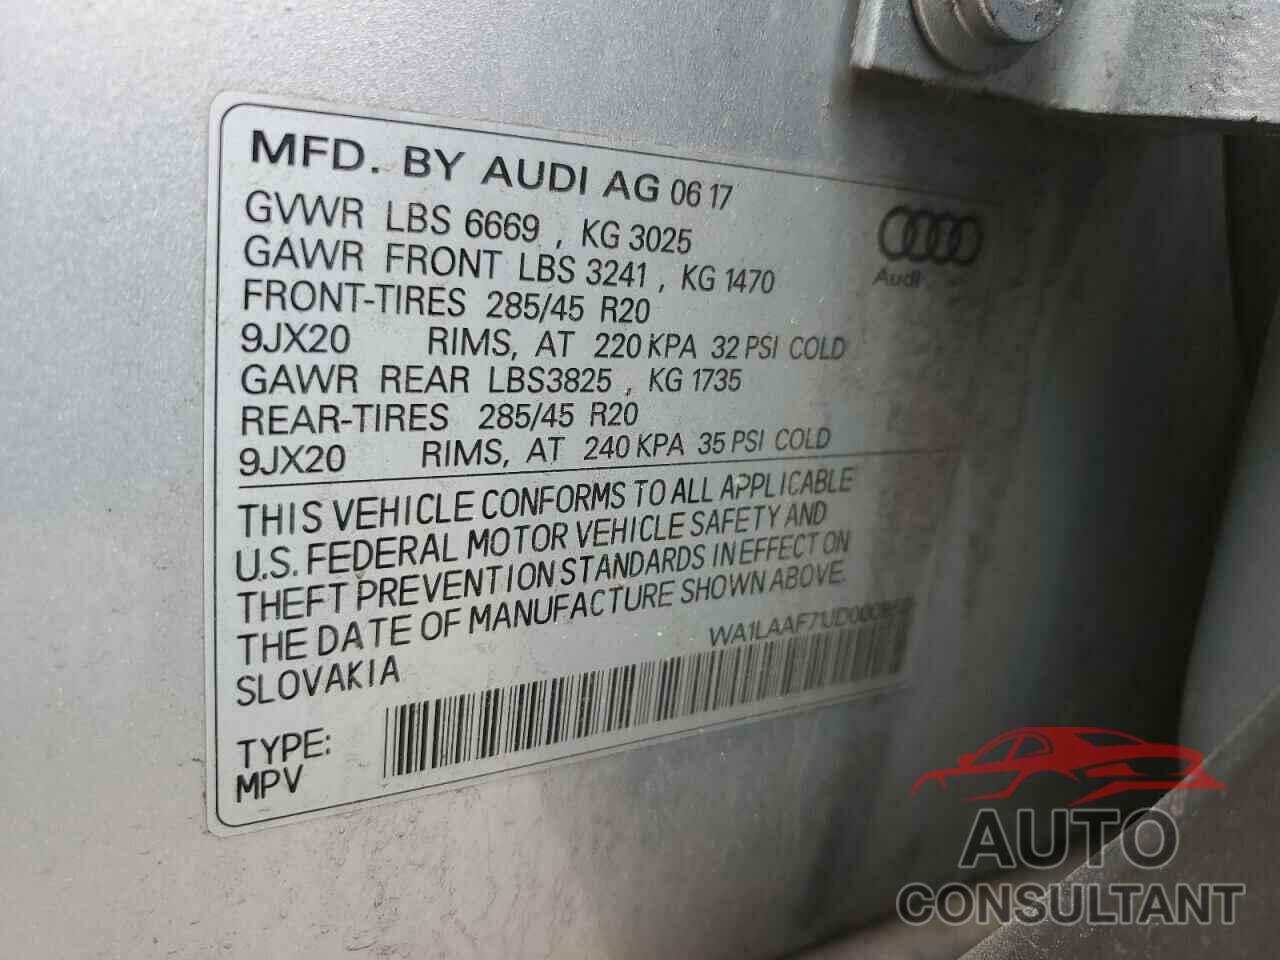 MFD. BY AUDI AG 06 17
GVWR LBS 6669 , KG 3025
GAWR FRONT LBS 3241 , KG 1470
FRONT-TIRES 285/45 R20
9JX20 RIMS, AT 220 KPA 32 PSI COLD
GAWR REAR LBS3825 , KG 1735
REAR-TIRES 285/45 R20
9JX20 RIMS, AT 240 KPA 35 PSI COLD
Audi
THIS VEHICLE CONFORMS TO ALL APPLICABLE
U.S. FEDERAL MOTOR VEHICLE SAFETY AND
THEFT PREVENTION STANDARDS IN EFFECT ON
THE DATE OF MANUFACTURE SHOWN ABOVE.
SLOVAKIA
TYPE:
MPV
AUTO
CONSULTANT